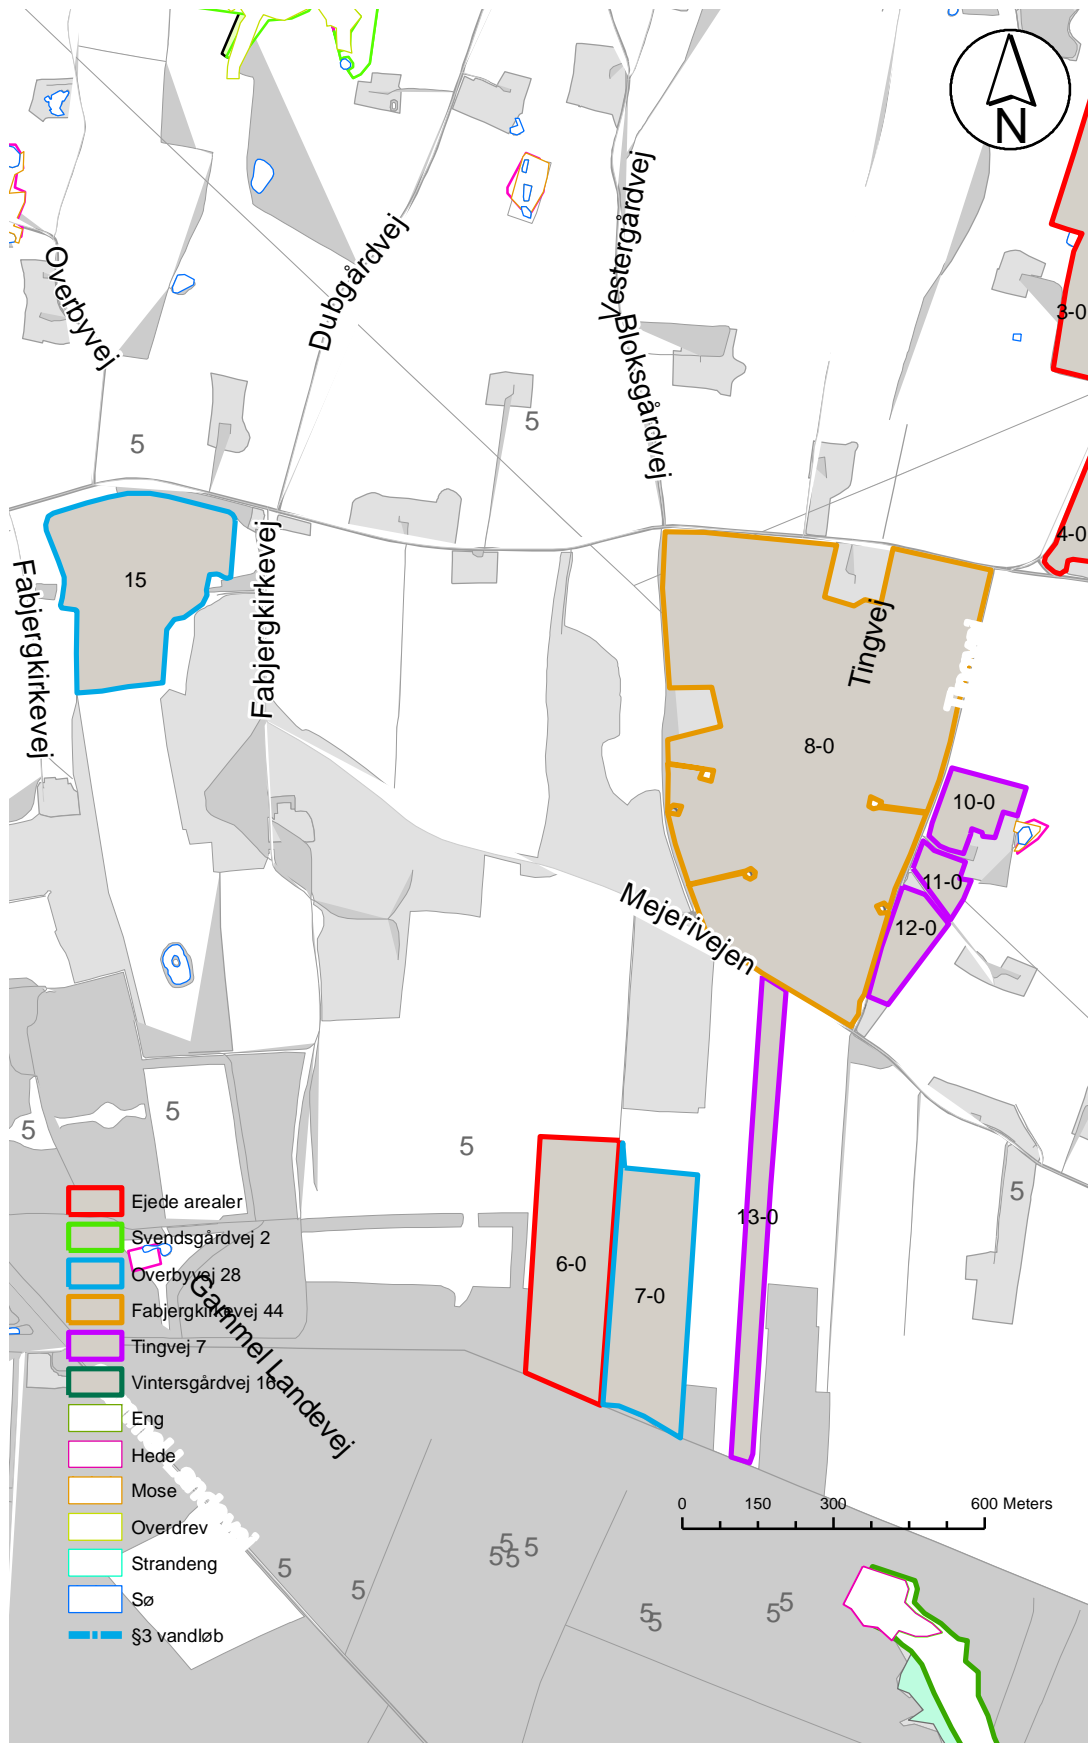 N
Vestergårdvej
Dubgårdvej
Overbyvej
3-0
Bloksgårdvej
5
5
4-0
Fabjergkirkevej
Fabjergkirkevej
15
Tingvej
8-0
10-0
11-0
12-0
Mejerivejen
5
5
5
5
13-0
6-0
7-0
Ejede arealer
Svendsgårdvej 2
Overbyvej 28
Fabjergkirkevej 44
Tingvej 7
Vintersgårdvej 16
Eng
Hede
Mose
Overdrev
Strandeng
Sø
§3 vandløb
Gammel Landevej
0 150 300 600 Meters
5
5
5
5
5
5
5
5
5
5